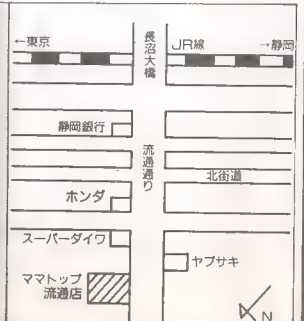 ←東京
長沼大橋
JR線
→静岡
静岡銀行
流通通り
北街道
ホンダ
スーパーダイワ
ヤブサキ
ママトップ
流通店
N